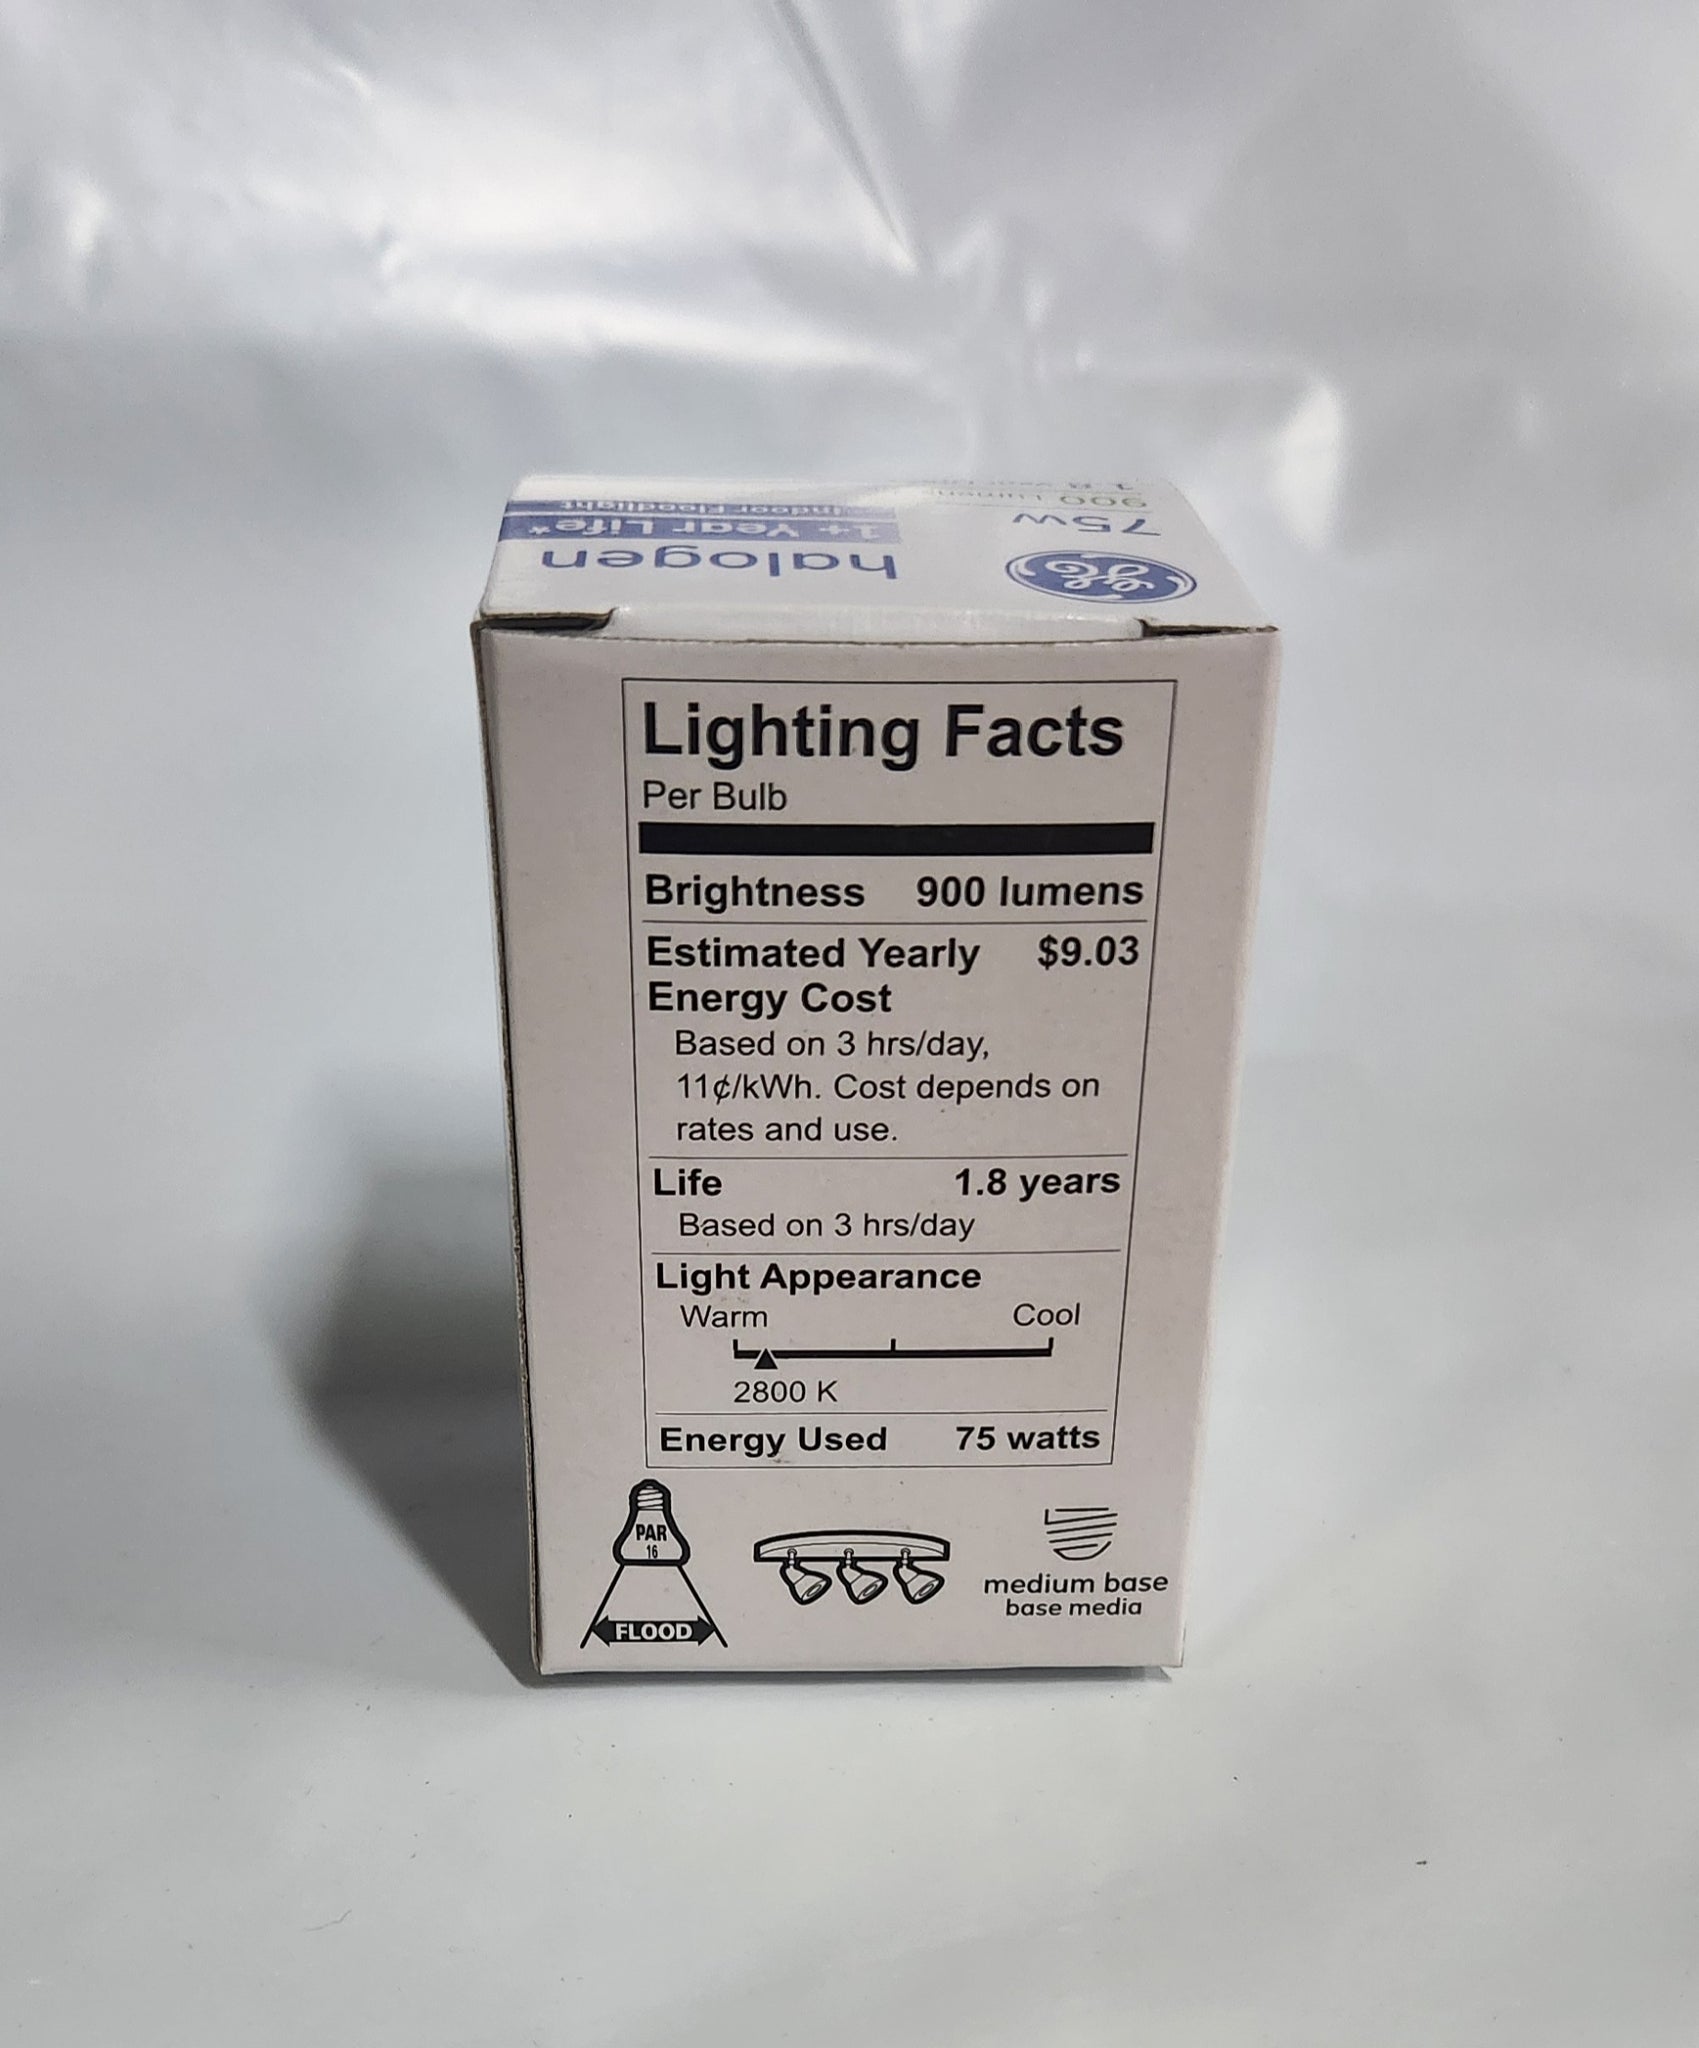 halogen
1+ Year Life*
Indoor Floodlight
GE
75w
900 Lumens
Lighting Facts
Per Bulb
Brightness 900 lumens
Estimated Yearly $9.03
Energy Cost
Based on 3 hrs/day,
11¢/kWh. Cost depends on
rates and use.
Life 1.8 years
Based on 3 hrs/day
Light Appearance
Warm Cool
2800 K
Energy Used 75 watts
PAR
16
FLOOD
medium base
base media